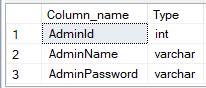 Column_name Type
1 AdminId int
2 AdminName varchar
3 AdminPassword varchar